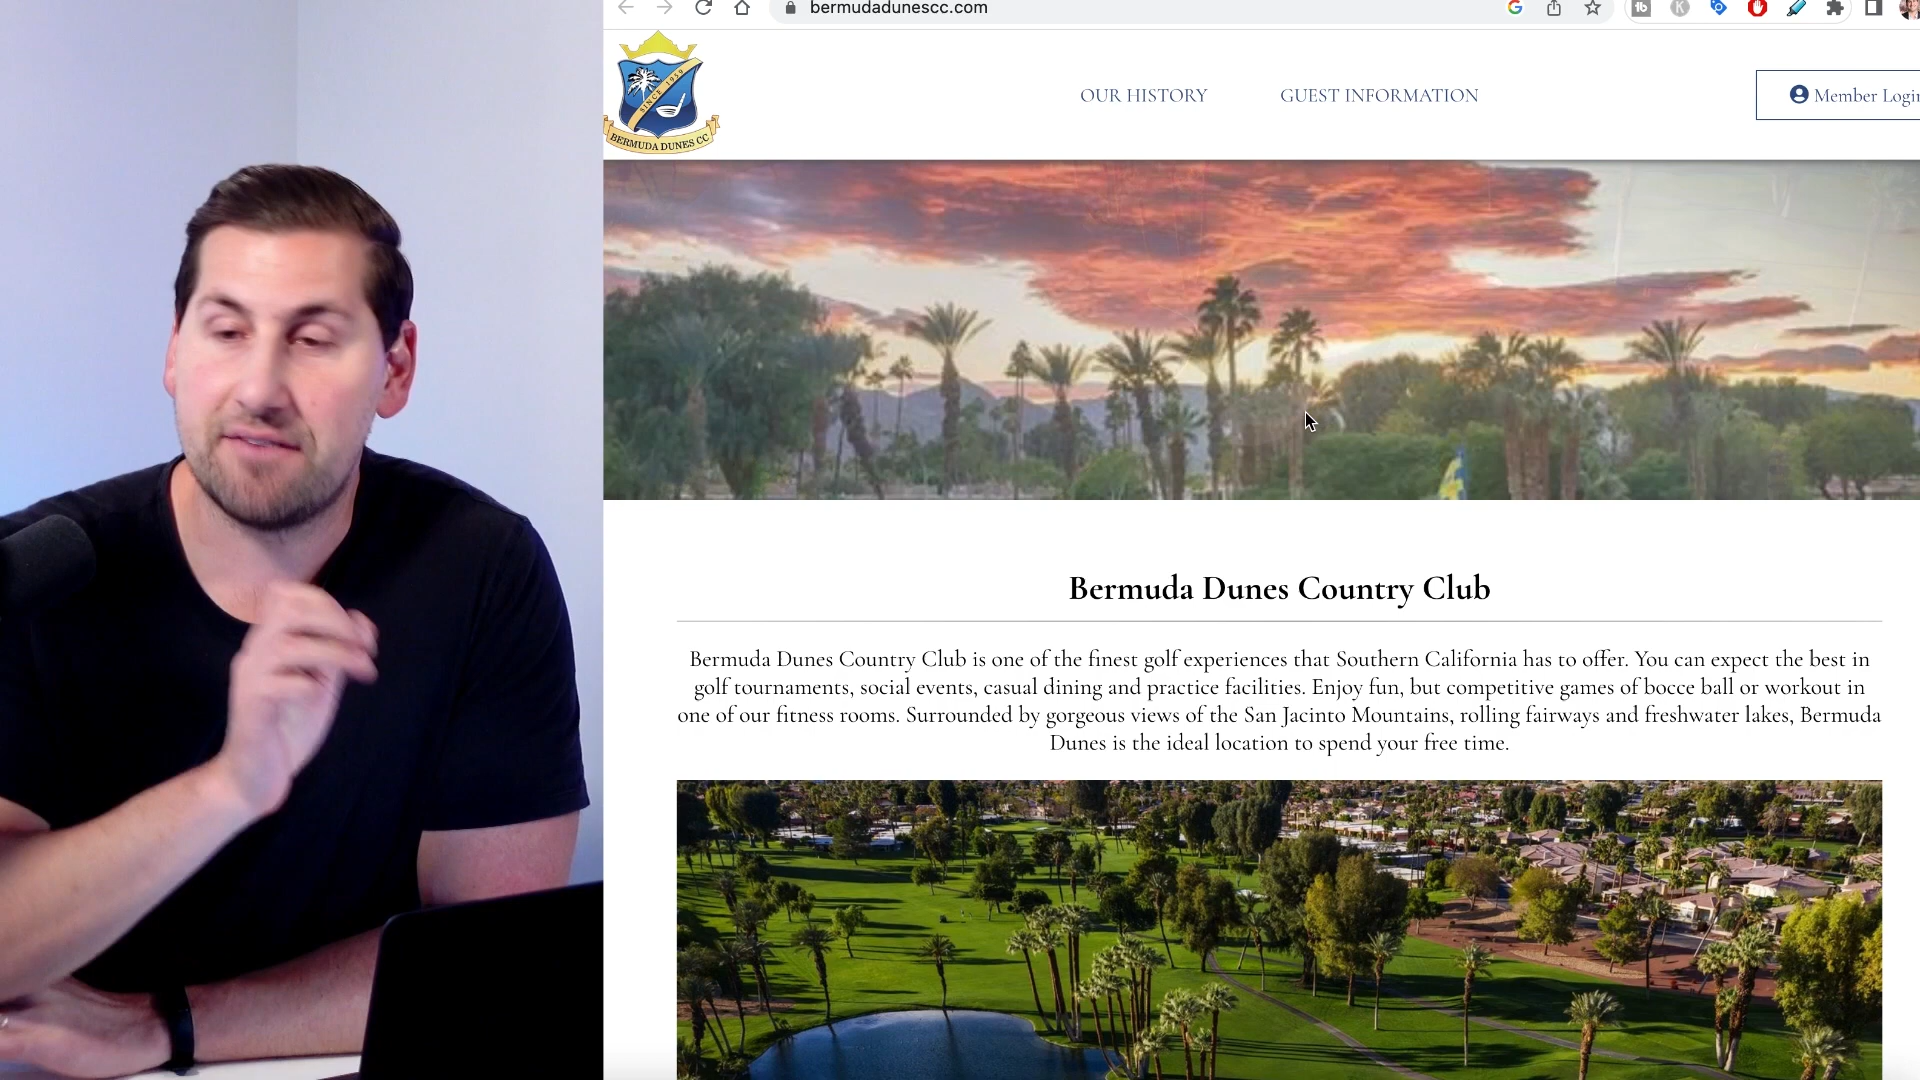 bermudadunescc.com
SINCE 1959
BERMUDA DUNES CC
OUR HISTORY
GUEST INFORMATION
Member Login
Bermuda Dunes Country Club
Bermuda Dunes Country Club is one of the finest golf experiences that Southern California has to offer. You can expect the best in
golf tournaments, social events, casual dining and practice facilities. Enjoy fun, but competitive games of bocce ball or workout in
one of our fitness rooms. Surrounded by gorgeous views of the San Jacinto Mountains, rolling fairways and freshwater lakes, Bermuda
Dunes is the ideal location to spend your free time.